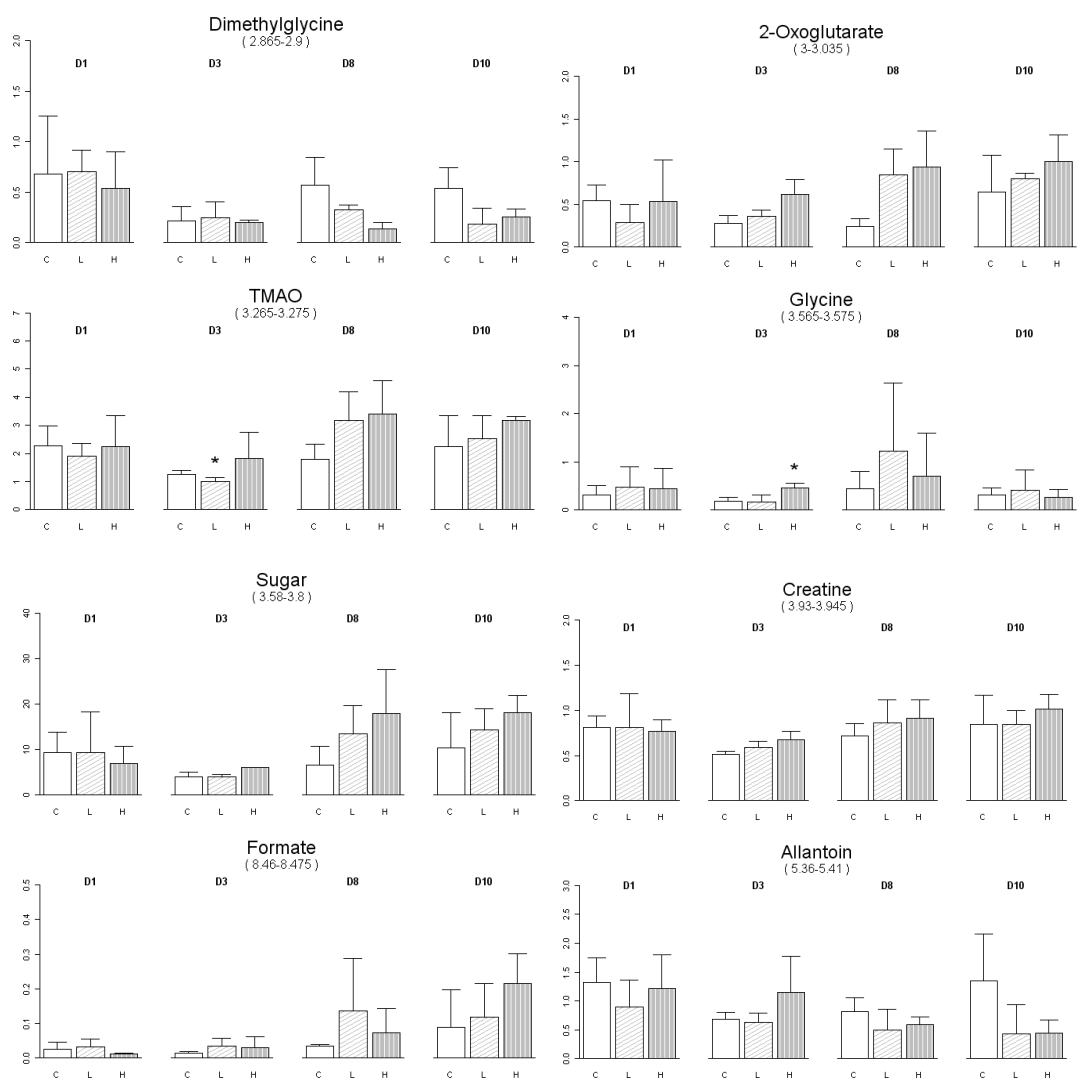 Dimethylglycine
( 2.865-2.9 )
D1 D3 D8 D10
0.0 0.5 1.0 1.5 2.0
C L H C L H C L H C L H
2-Oxoglutarate
( 3-3.035 )
D1 D3 D8 D10
0.0 0.5 1.0 1.5 2.0
C L H C L H C L H C L H
TMAO
( 3.265-3.275 )
D1 D3 D8 D10
0 1 2 3 4 5 6 7
*
C L H C L H C L H C L H
Glycine
( 3.565-3.575 )
D1 D3 D8 D10
0 1 2 3 4
*
C L H C L H C L H C L H
Sugar
( 3.58-3.8 )
D1 D3 D8 D10
0 10 20 30 40
C L H C L H C L H C L H
Creatine
( 3.93-3.945 )
D1 D3 D8 D10
0.0 0.5 1.0 1.5 2.0
C L H C L H C L H C L H
Formate
( 8.46-8.475 )
D1 D3 D8 D10
0.0 0.1 0.2 0.3 0.4 0.5
C L H C L H C L H C L H
Allantoin
( 5.36-5.41 )
D1 D3 D8 D10
0.0 0.5 1.0 1.5 2.0 2.5 3.0
C L H C L H C L H C L H